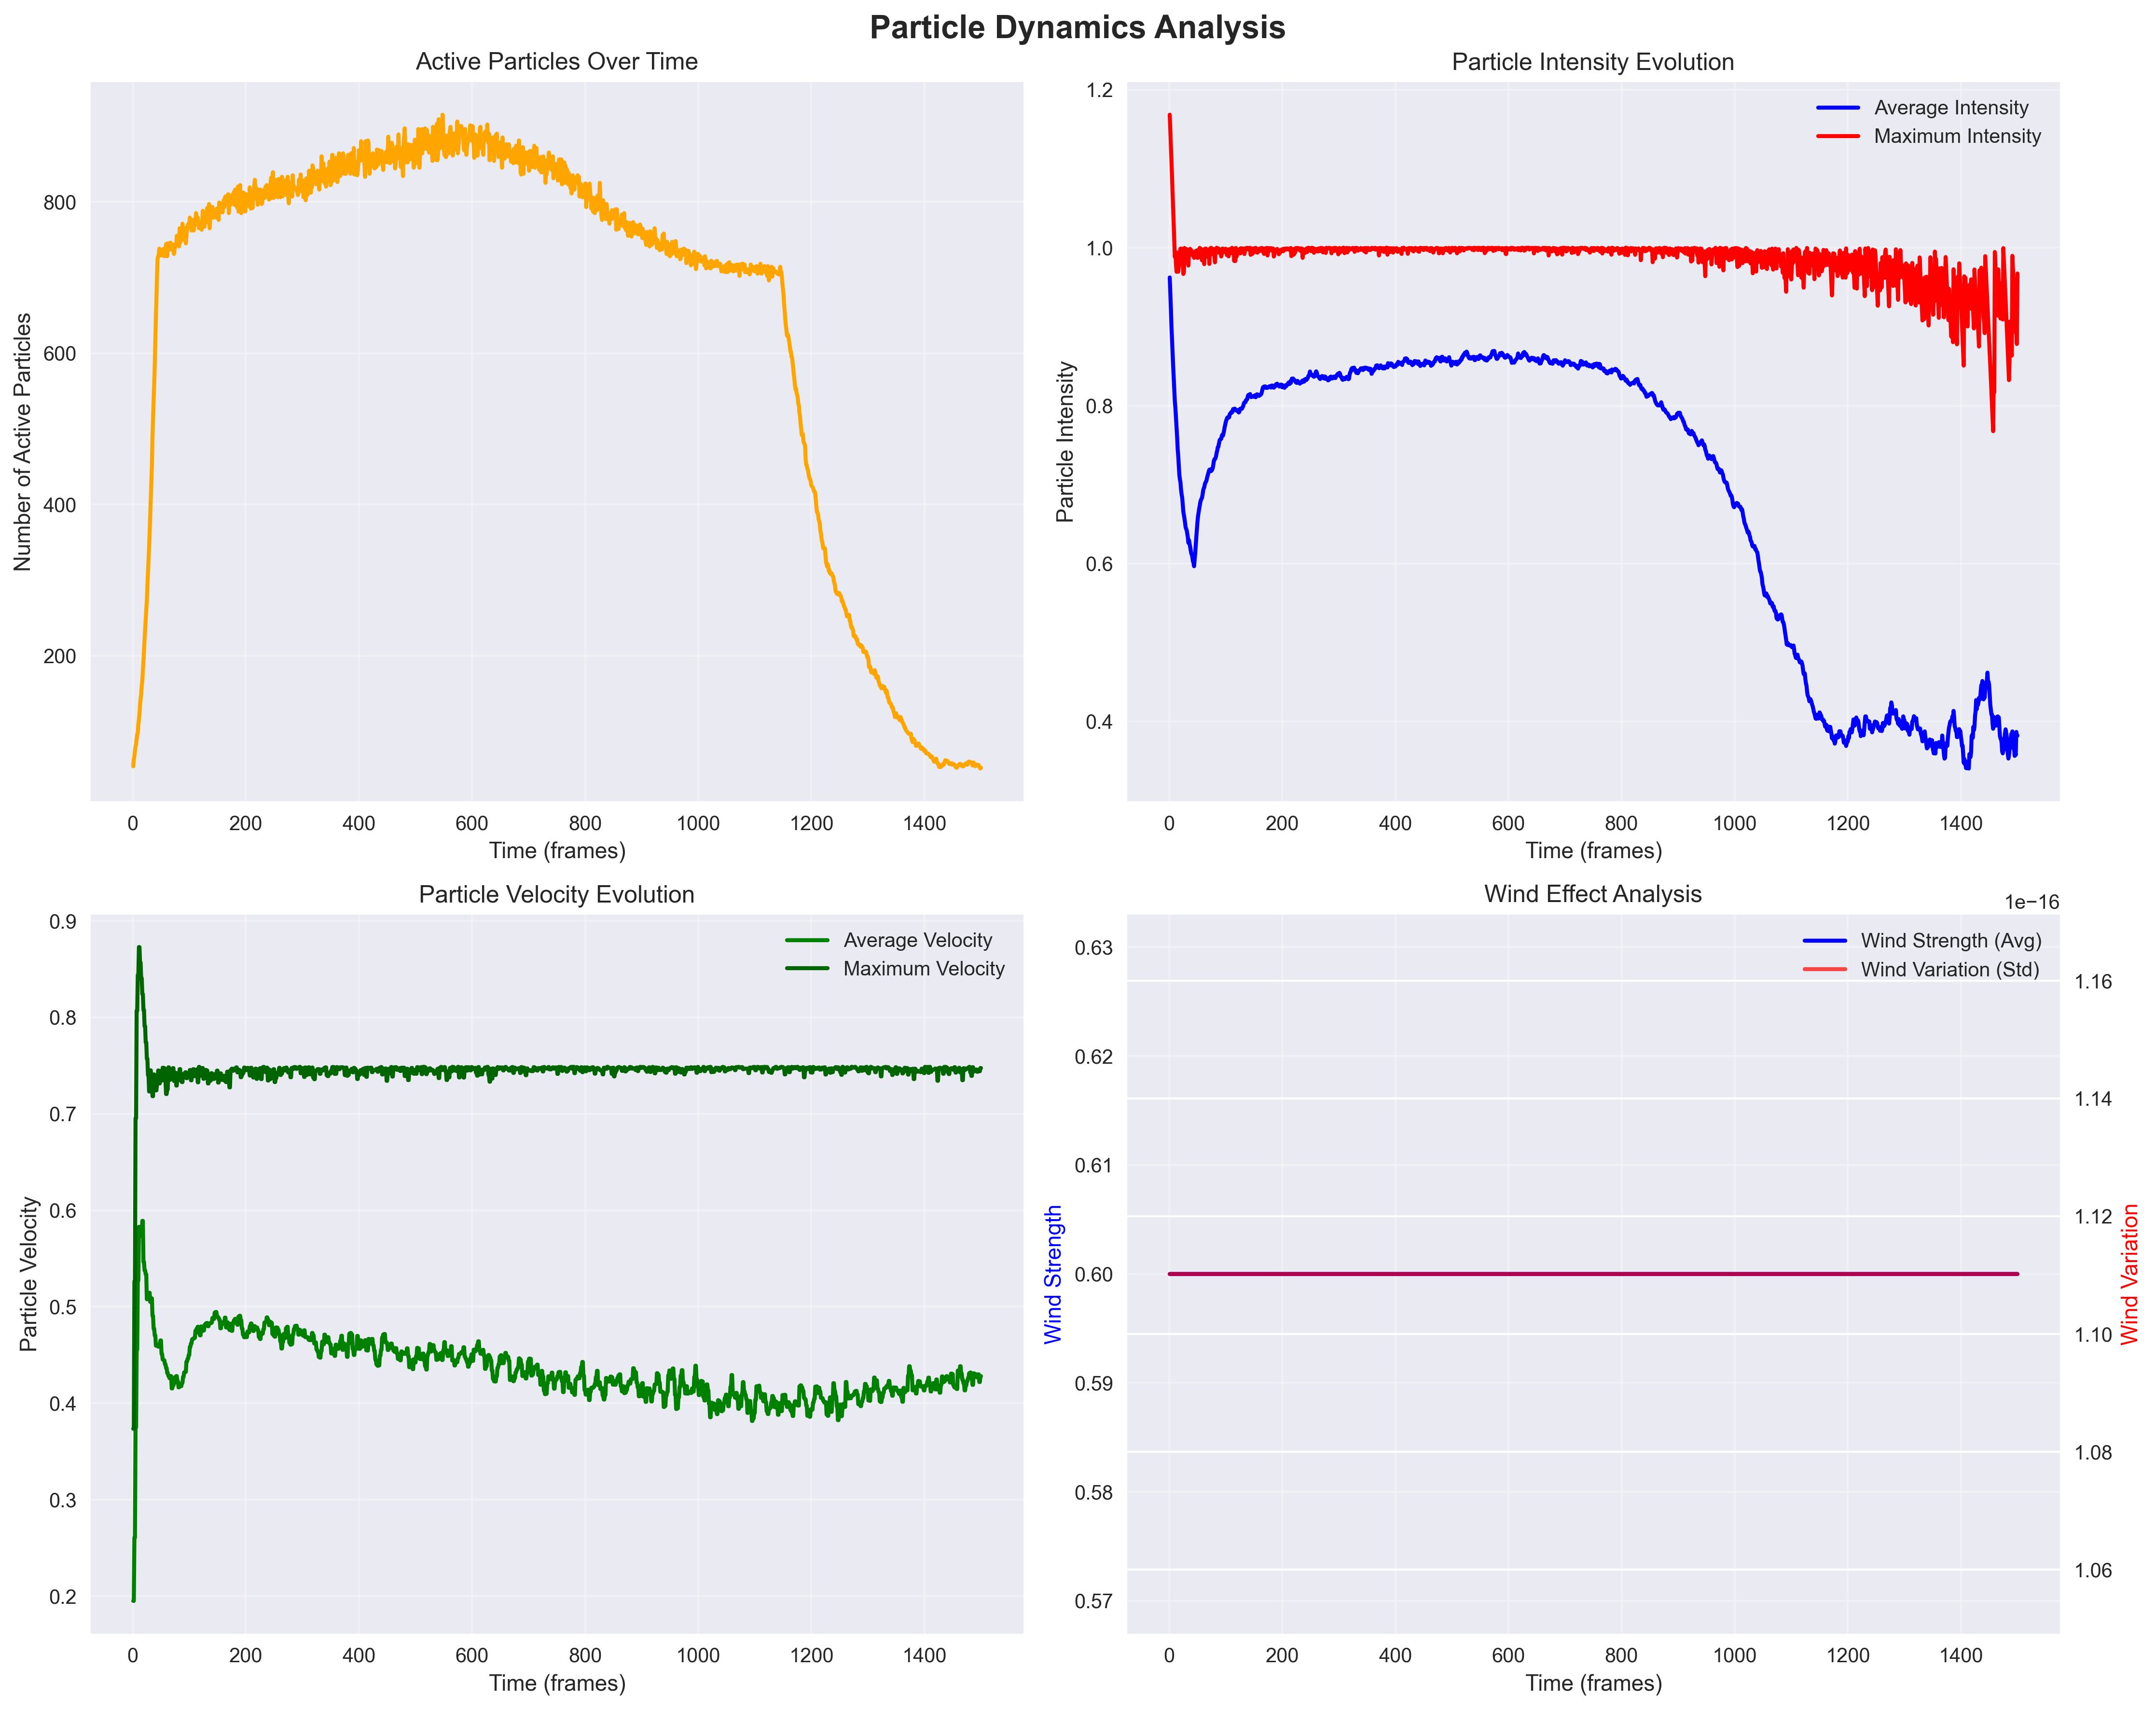 Particle Dynamics Analysis
Active Particles Over Time
Number of Active Particles
800
600
400
200
0 200 400 600 800 1000 1200 1400
Time (frames)
Particle Intensity Evolution
Particle Intensity
1.2
1.0
0.8
0.6
0.4
Average Intensity
Maximum Intensity
0 200 400 600 800 1000 1200 1400
Time (frames)
Particle Velocity Evolution
Particle Velocity
0.9
0.8
0.7
0.6
0.5
0.4
0.3
0.2
Average Velocity
Maximum Velocity
0 200 400 600 800 1000 1200 1400
Time (frames)
Wind Effect Analysis
1e−16
Wind Strength
0.63
0.62
0.61
0.60
0.59
0.58
0.57
Wind Strength (Avg)
Wind Variation (Std)
1.16
1.14
1.12
1.10
1.08
1.06
Wind Variation
0 200 400 600 800 1000 1200 1400
Time (frames)